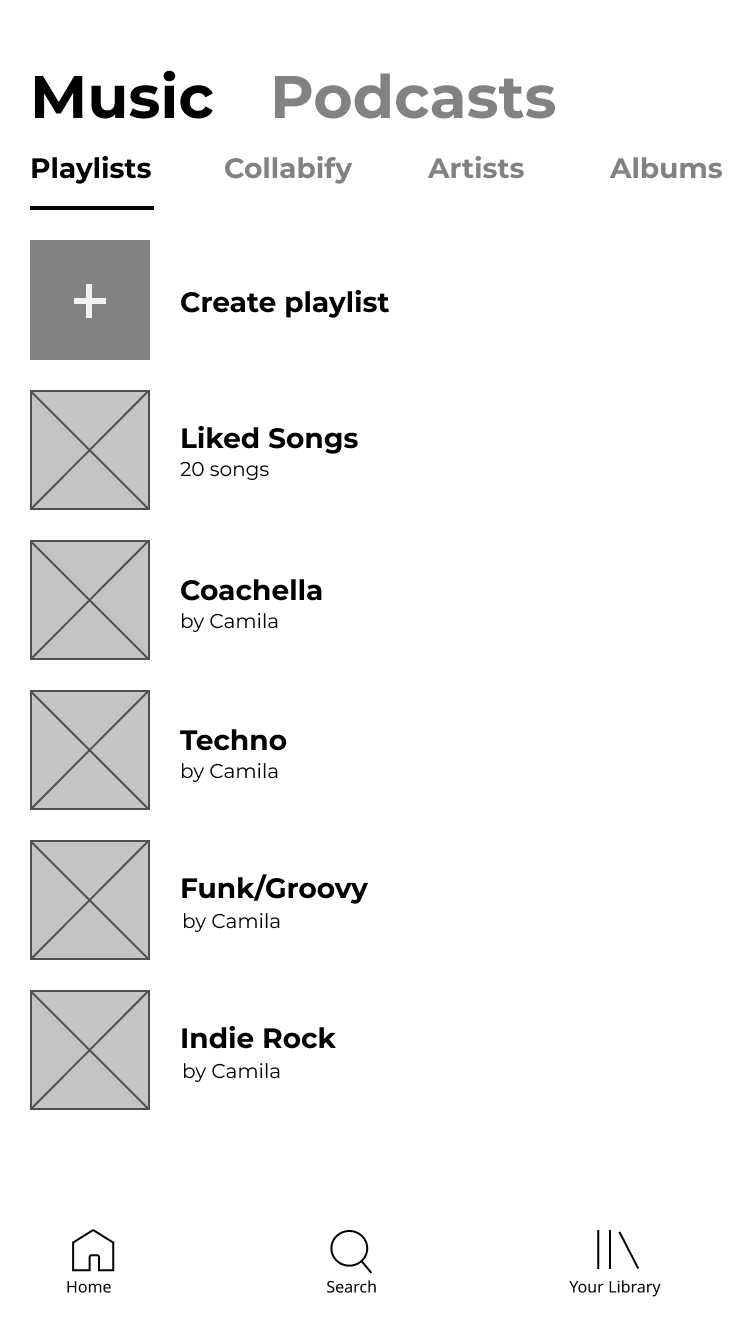 Music Podcasts
Playlists Collabify Artists Albums
Create playlist
Liked Songs
20 songs
Coachella
by Camila
Techno
by Camila
Funk/Groovy
by Camila
Indie Rock
by Camila
Home Search Your Library